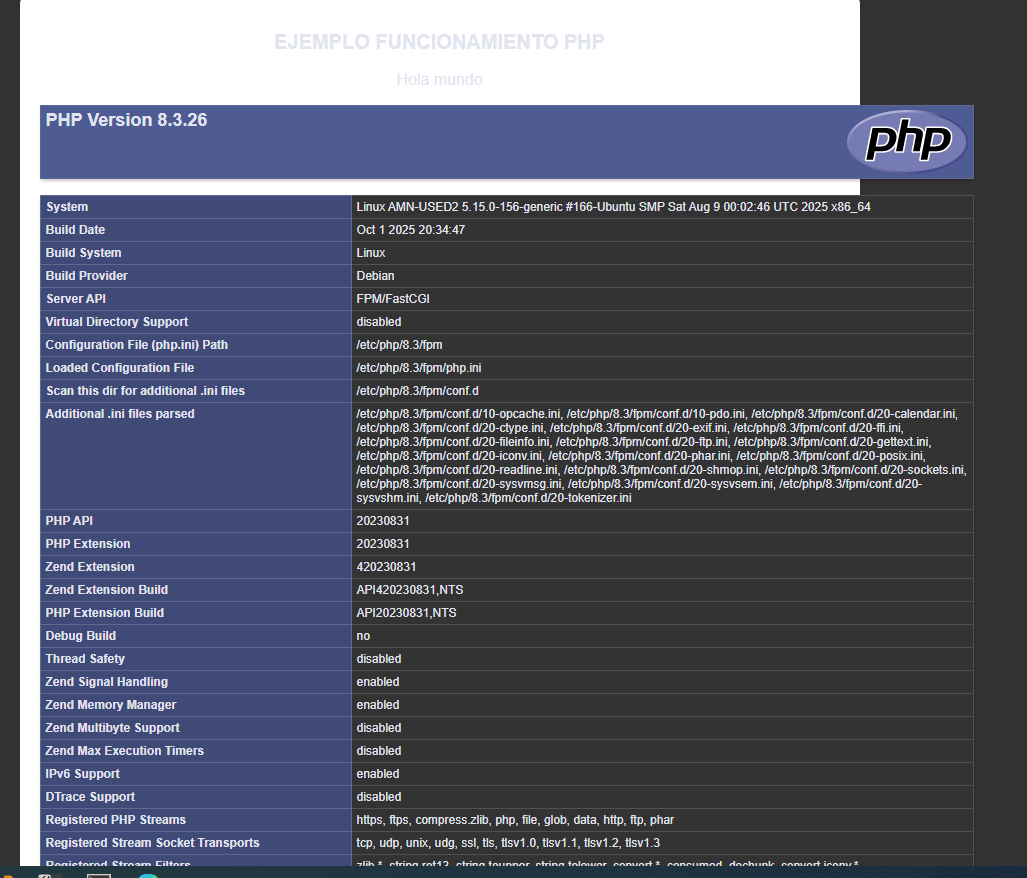 EJEMPLO FUNCIONAMIENTO PHP
Hola mundo
PHP Version 8.3.26
php
System Linux AMN-USED2 5.15.0-156-generic #166-Ubuntu SMP Sat Aug 9 00:02:46 UTC 2025 x86_64
Build Date Oct 1 2025 20:34:47
Build System Linux
Build Provider Debian
Server API FPM/FastCGI
Virtual Directory Support disabled
Configuration File (php.ini) Path /etc/php/8.3/fpm
Loaded Configuration File /etc/php/8.3/fpm/php.ini
Scan this dir for additional .ini files /etc/php/8.3/fpm/conf.d
Additional .ini files parsed /etc/php/8.3/fpm/conf.d/10-opcache.ini, /etc/php/8.3/fpm/conf.d/10-pdo.ini, /etc/php/8.3/fpm/conf.d/20-calendar.ini,
/etc/php/8.3/fpm/conf.d/20-ctype.ini, /etc/php/8.3/fpm/conf.d/20-exif.ini, /etc/php/8.3/fpm/conf.d/20-ffi.ini,
/etc/php/8.3/fpm/conf.d/20-fileinfo.ini, /etc/php/8.3/fpm/conf.d/20-ftp.ini, /etc/php/8.3/fpm/conf.d/20-gettext.ini,
/etc/php/8.3/fpm/conf.d/20-iconv.ini, /etc/php/8.3/fpm/conf.d/20-phar.ini, /etc/php/8.3/fpm/conf.d/20-posix.ini,
/etc/php/8.3/fpm/conf.d/20-readline.ini, /etc/php/8.3/fpm/conf.d/20-shmop.ini, /etc/php/8.3/fpm/conf.d/20-sockets.ini,
/etc/php/8.3/fpm/conf.d/20-sysvmsg.ini, /etc/php/8.3/fpm/conf.d/20-sysvsem.ini, /etc/php/8.3/fpm/conf.d/20-
sysvshm.ini, /etc/php/8.3/fpm/conf.d/20-tokenizer.ini
PHP API 20230831
PHP Extension 20230831
Zend Extension 420230831
Zend Extension Build API420230831,NTS
PHP Extension Build API20230831,NTS
Debug Build no
Thread Safety disabled
Zend Signal Handling enabled
Zend Memory Manager enabled
Zend Multibyte Support disabled
Zend Max Execution Timers disabled
IPv6 Support enabled
DTrace Support disabled
Registered PHP Streams https, ftps, compress.zlib, php, file, glob, data, http, ftp, phar
Registered Stream Socket Transports tcp, udp, unix, udg, ssl, tls, tlsv1.0, tlsv1.1, tlsv1.2, tlsv1.3
Registered Stream Filters zlib.*, string.rot13, string.toupper, string.tolower, convert.*, consumed, dechunk, convert.iconv.*